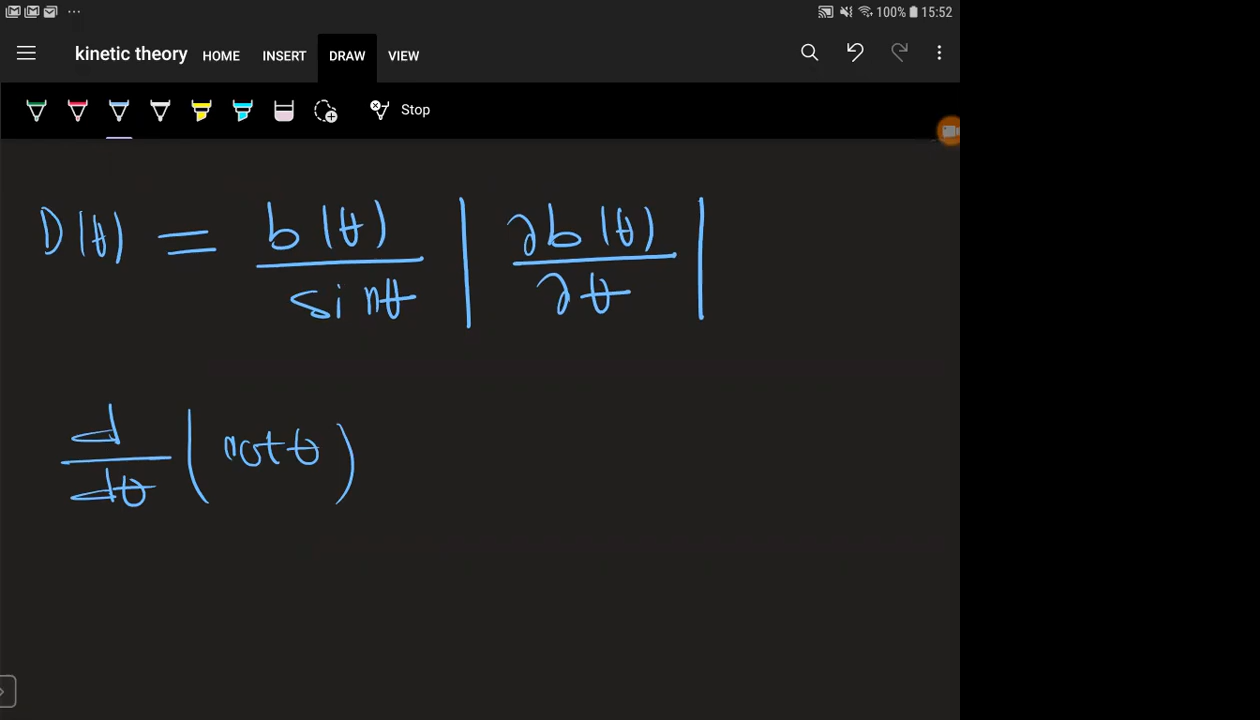 ··· 100% 15:52
kinetic theory HOME INSERT DRAW VIEW
Stop
D(θ) = b(θ)/sinθ | ∂b(θ)/∂θ |
d/dθ (cotθ)